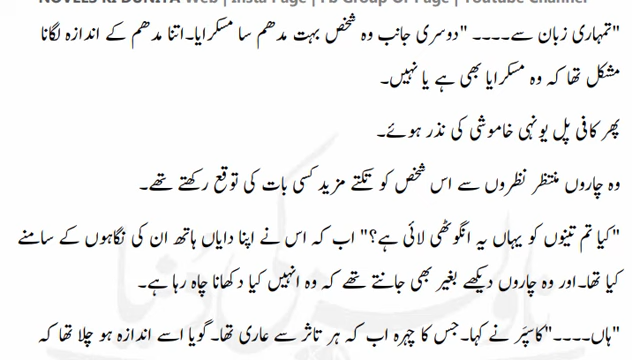 NOVELS KI DUNIYA Web | Insta Page | Fb Group Or Page | Youtube Channel
"تمہاری زبان سے۔۔۔۔ "دوسری جانب وہ شخص بہت مدھم سا مسکرایا۔اتنا مدھم کے اندازہ لگانا
مشکل تھا کہ وہ مسکرایا بھی ہے یا نہیں۔
پھر کافی پل یونہی خاموشی کی نذر ہوئے۔
وہ چاروں منتظر نظروں سے اس شخص کو تکتے مزید کسی بات کی توقع رکھتے تھے۔
"کیا تم تینوں کو یہاں یہ انگوٹھی لائی ہے؟" اب کہ اس نے اپنا دایاں ہاتھ ان کی نگاہوں کے سامنے
کیا تھا۔اور وہ چاروں دیکھے بغیر بھی جانتے تھے کہ وہ انہیں کیا دکھانا چاہ رہا ہے۔
"ہاں۔۔۔۔"کاسپر نے کہا۔جس کا چہرہ اب کہ ہر تاثر سے عاری تھا۔گویا اسے اندازہ ہو چلا تھا کہ